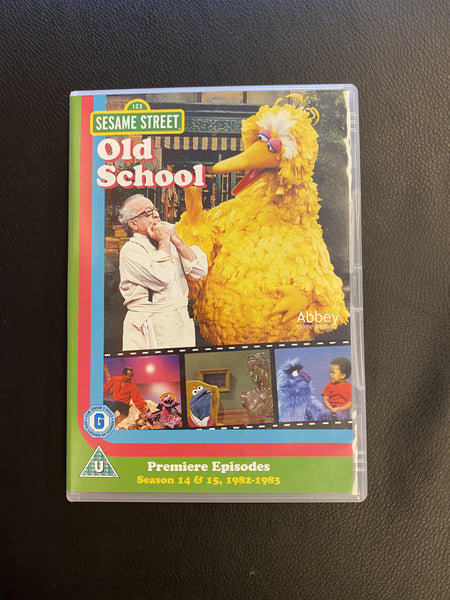 123
SESAME STREET
Old
School
Abbey
Home Media
G
U
Premiere Episodes
Season 14 & 15, 1982-1983